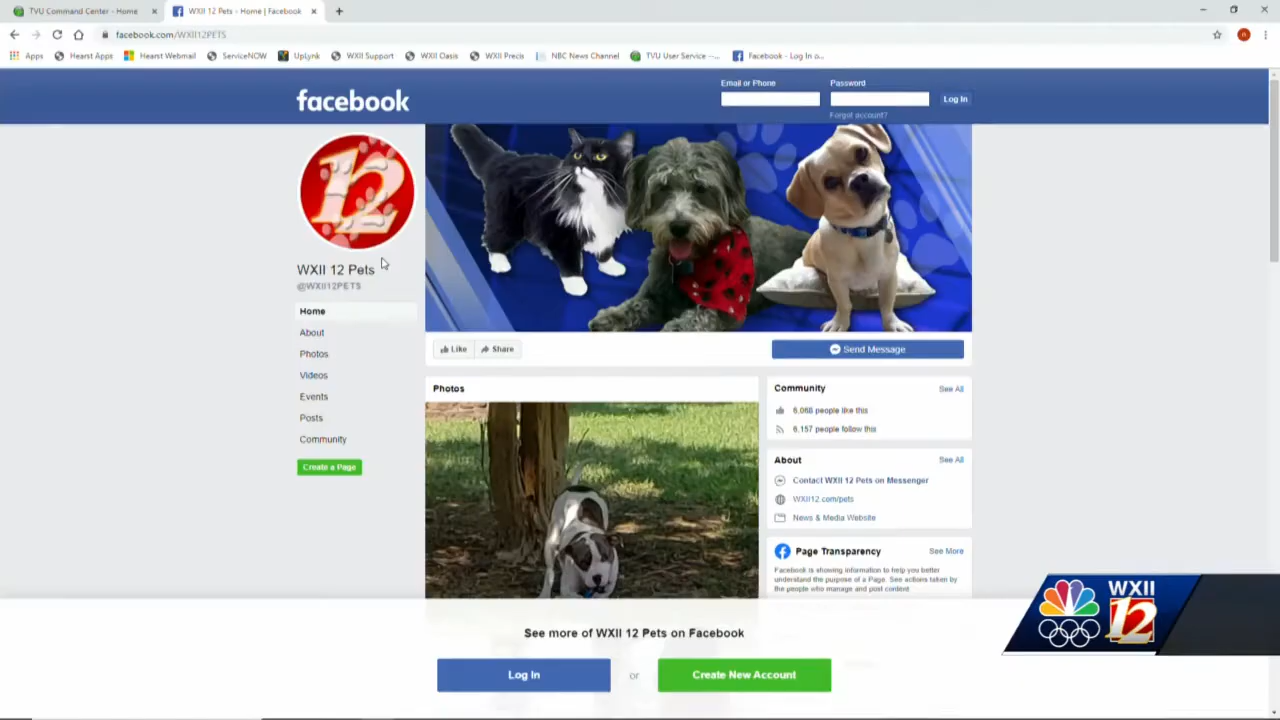 TVU Command Center - Home
WXII 12 Pets - Home | Facebook
facebook.com/WXII12PETS
Apps
Hearst Apps
Hearst Webmail
ServiceNOW
UpLynk
WXII Support
WXII Oasis
WXII Precis
NBC News Channel
TVU User Service -...
Facebook - Log In o...
facebook
Email or Phone
Password
Log In
Forgot account?
12
WXII 12 Pets
@WXII12PETS
Home
About
Photos
Videos
Events
Posts
Community
Create a Page
Like
Share
Send Message
Photos
Community
See All
6,068 people like this
6,157 people follow this
About
See All
Contact WXII 12 Pets on Messenger
WXII12.com/pets
News & Media Website
Page Transparency
See More
Facebook is showing information to help you better
understand the purpose of a Page. See actions taken by
the people who manage and post content
See more of WXII 12 Pets on Facebook
Log In
or
Create New Account
WXII
12